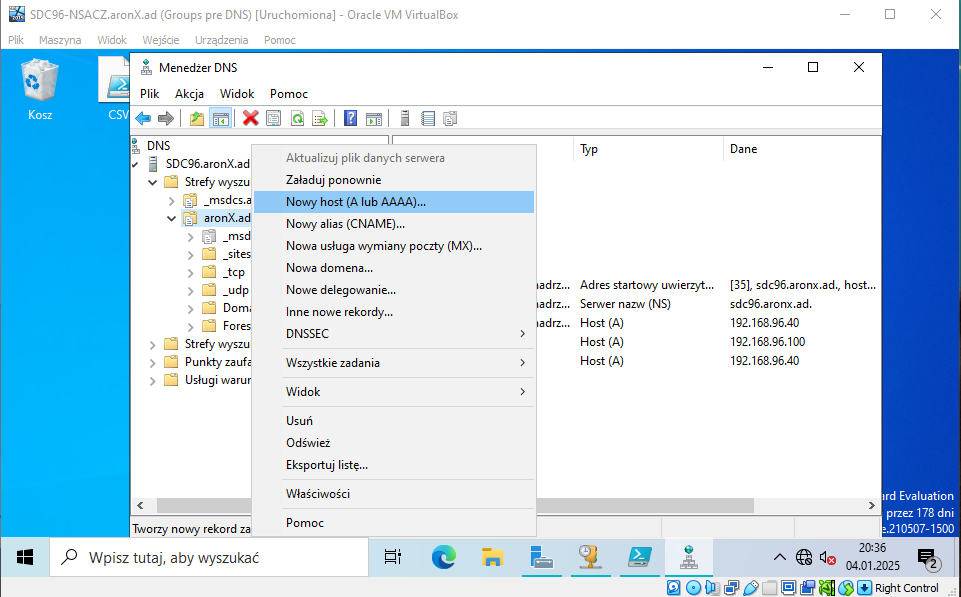 SDC96-NSACZ.aronX.ad (Groups pre DNS) [Uruchomiona] - Oracle VM VirtualBox
Plik Maszyna Widok Wejście Urządzenia Pomoc
Kosz
CSV
Menedżer DNS
Plik Akcja Widok Pomoc
DNS
SDC96.aronX.ad
Strefy wyszu
_msdcs.a
aronX.ad
_msd
_sites
_tcp
_udp
Doma
Fores
Strefy wyszu
Punkty zaufa
Usługi warun
Aktualizuj plik danych serwera
Załaduj ponownie
Nowy host (A lub AAAA)...
Nowy alias (CNAME)...
Nowa usługa wymiany poczty (MX)...
Nowa domena...
Nowe delegowanie...
Inne nowe rekordy...
DNSSEC
Wszystkie zadania
Widok
Usuń
Odśwież
Eksportuj listę...
Właściwości
Pomoc
Typ Dane
nadrz... Adres startowy uwierzyt... [35], sdc96.aronx.ad., host...
nadrz... Serwer nazw (NS) sdc96.aronx.ad.
nadrz... Host (A) 192.168.96.40
Host (A) 192.168.96.100
Host (A) 192.168.96.40
Tworzy nowy rekord za
ard Evaluation
przez 178 dni
e.210507-1500
Wpisz tutaj, aby wyszukać
20:36
04.01.2025
2
Right Control